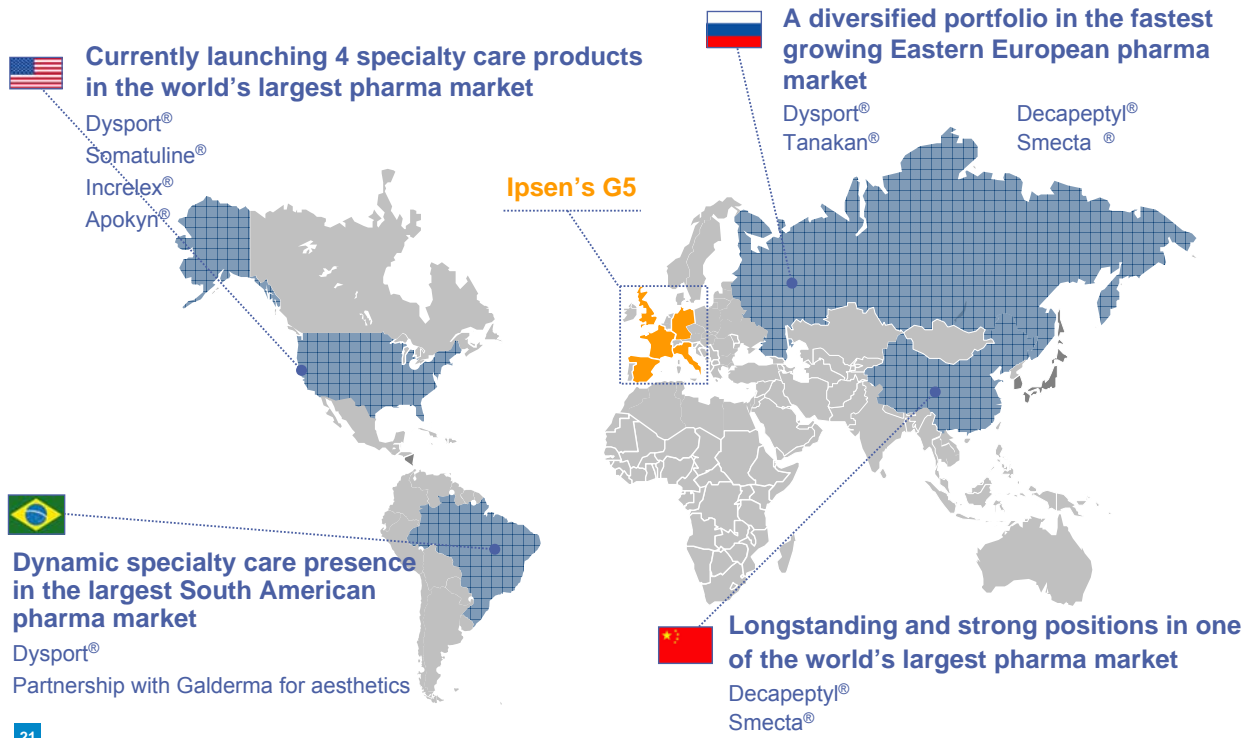 Currently launching 4 specialty care products
in the world's largest pharma market
Dysport®
Somatuline®
Increlex®
Apokyn®
A diversified portfolio in the fastest
growing Eastern European pharma
market
Dysport®
Tanakan®
Decapeptyl®
Smecta ®
Ipsen's G5
Dynamic specialty care presence
in the largest South American
pharma market
Dysport®
Partnership with Galderma for aesthetics
Longstanding and strong positions in one
of the world's largest pharma market
Decapeptyl®
Smecta®
21